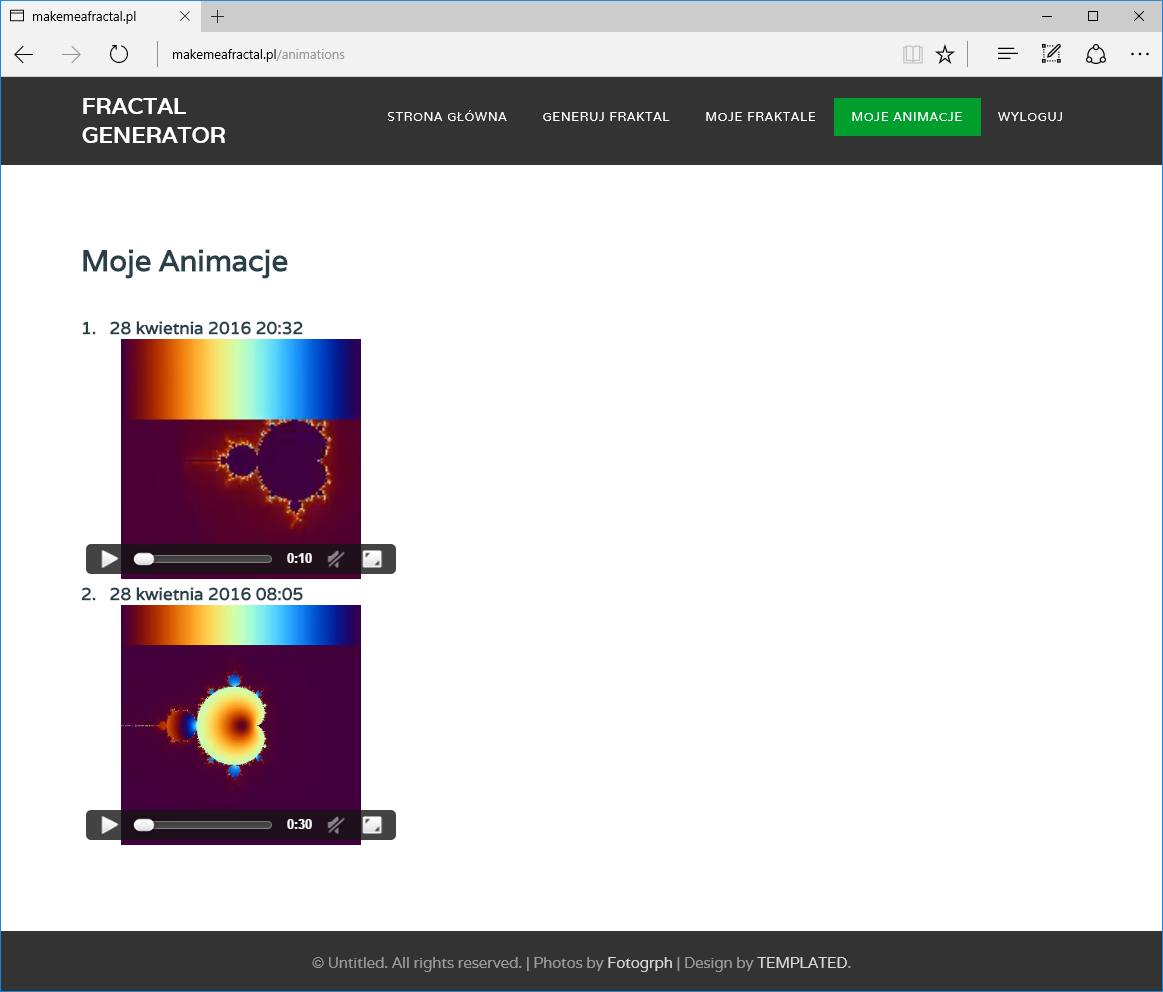 makemeafractal.pl
makemeafractal.pl/animations
FRACTAL
GENERATOR
STRONA GŁÓWNA GENERUJ FRAKTAL MOJE FRAKTALE MOJE ANIMACJE WYLOGUJ
Moje Animacje
1. 28 kwietnia 2016 20:32
0:10
2. 28 kwietnia 2016 08:05
0:30
© Untitled. All rights reserved. | Photos by Fotogrph | Design by TEMPLATED.